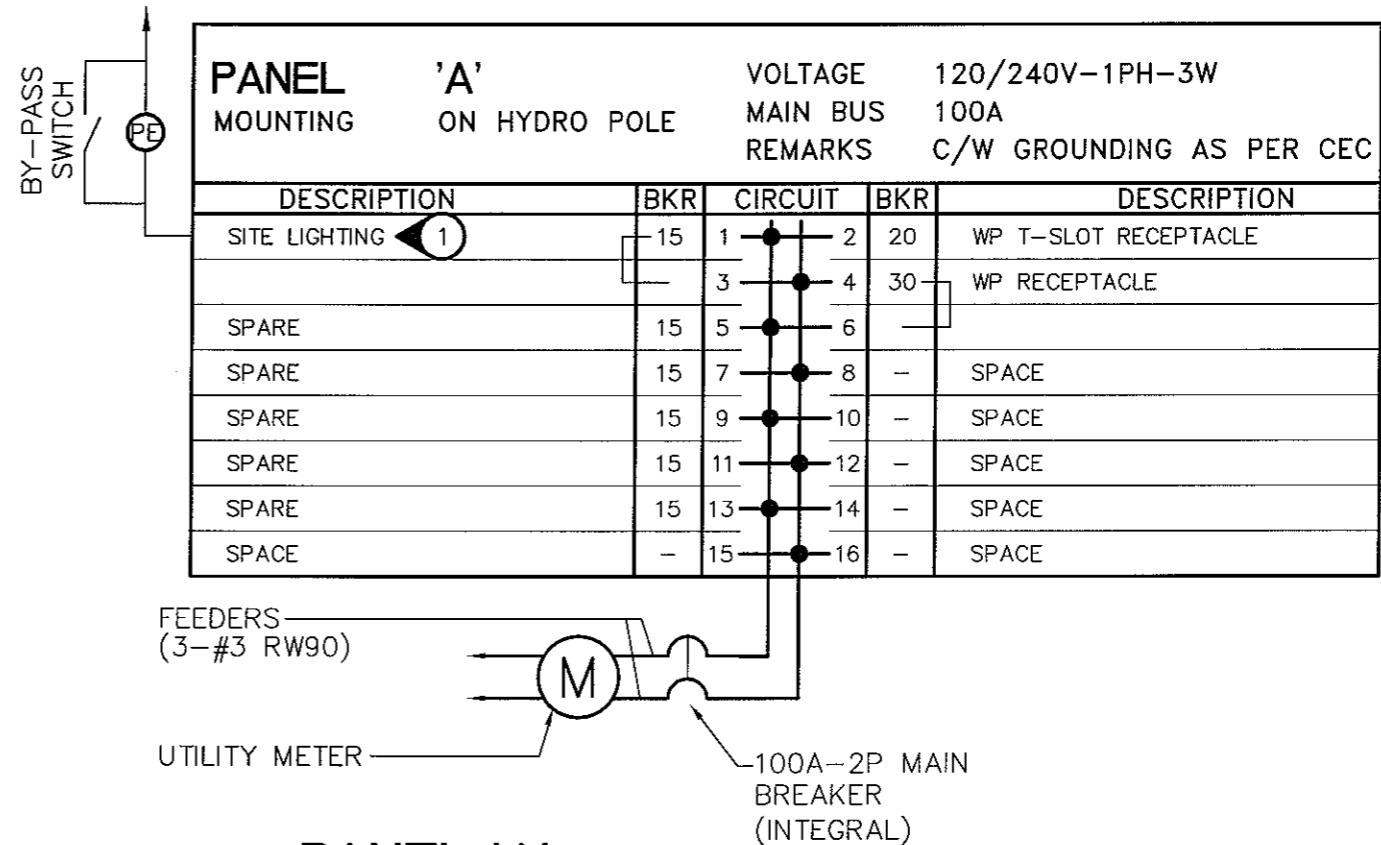 BY-PASS
SWITCH
PE
PANEL 'A'
MOUNTING ON HYDRO POLE
VOLTAGE 120/240V-1PH-3W
MAIN BUS 100A
REMARKS C/W GROUNDING AS PER CEC
DESCRIPTION BKR CIRCUIT BKR DESCRIPTION
SITE LIGHTING 1 15 1 2 20 WP T-SLOT RECEPTACLE
- 3 4 30 WP RECEPTACLE
SPARE 15 5 6 -
SPARE 15 7 8 - SPACE
SPARE 15 9 10 - SPACE
SPARE 15 11 12 - SPACE
SPARE 15 13 14 - SPACE
SPACE - 15 16 - SPACE
FEEDERS
(3-#3 RW90)
M
UTILITY METER
100A-2P MAIN
BREAKER
(INTEGRAL)